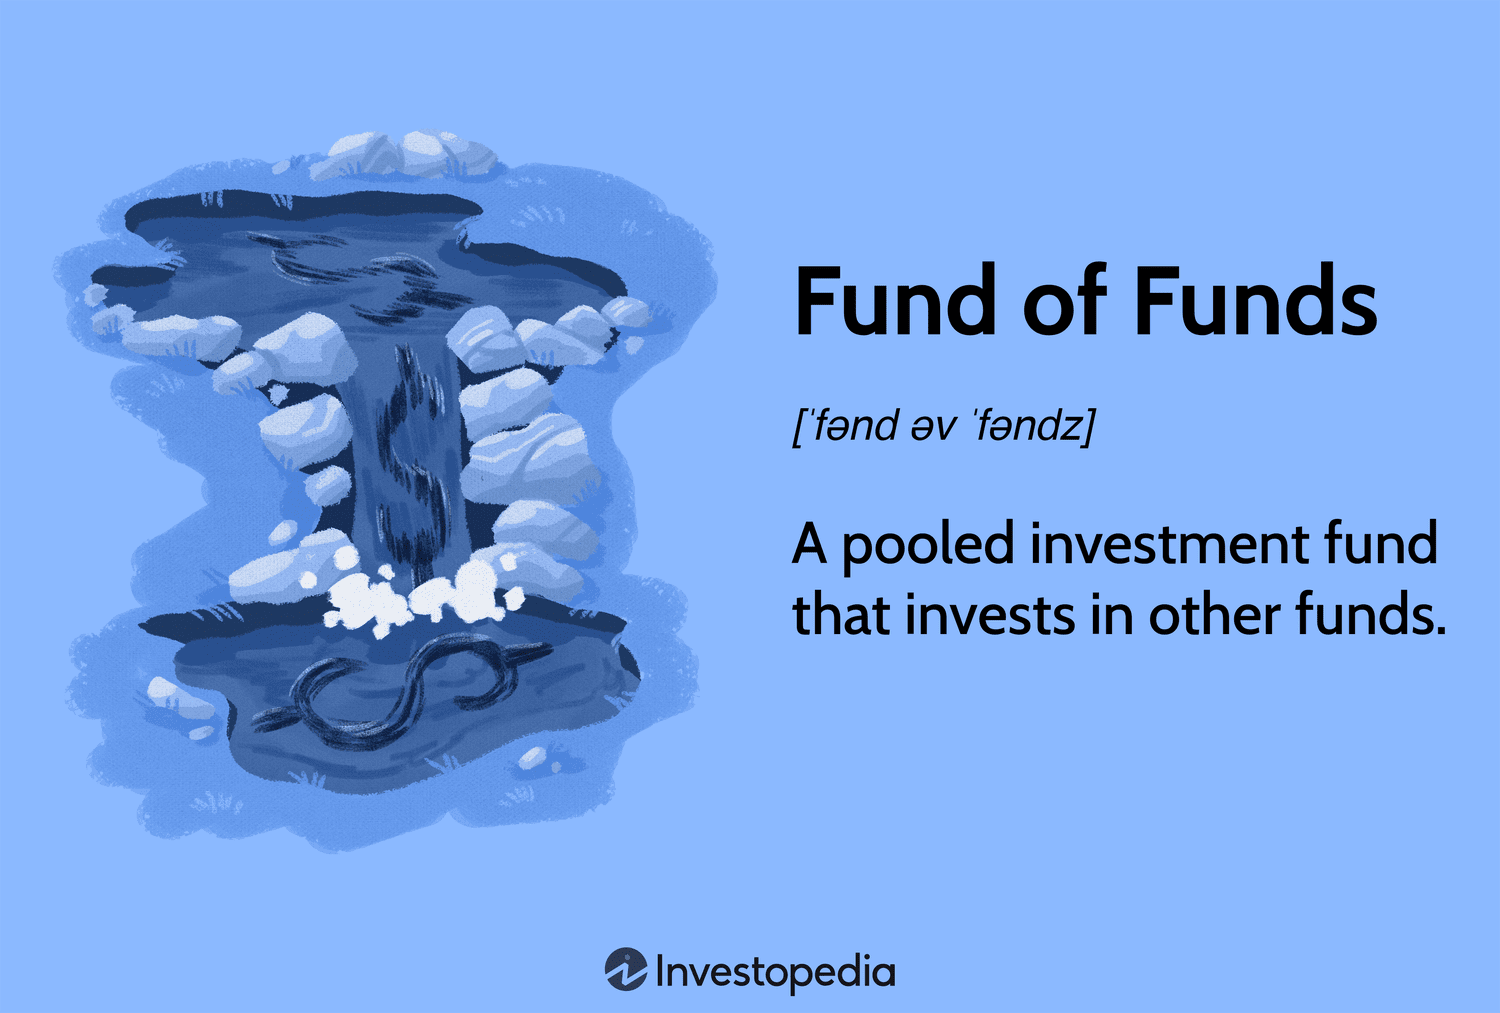 Fund of Funds
[ˈfənd əv ˈfəndz]
A pooled investment fund
that invests in other funds.
Investopedia